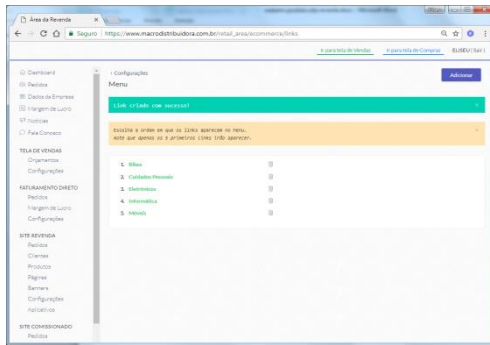 Área da Revenda
Seguro | https://www.macrodistribuidora.com.br/retail_area/ecommerce/links
Ir para tela de Vendas
Ir para tela de Compras
ELISEU ( Sair )
Dashboard
Pedidos
Dados da Empresa
Margem de Lucro
Notícias
Fale Conosco
TELA DE VENDAS
Orçamentos
Configurações
FATURAMENTO DIRETO
Pedidos
Margem de Lucro
Configurações
SITE REVENDA
Pedidos
Clientes
Produtos
Páginas
Banners
Configurações
Aplicativos
SITE COMISSIONADO
Pedidos
‹ Configurações
Menu
Adicionar
Link criado com sucesso!
Escolha a ordem em que os links aparecem no menu.
Note que apenas os primeiros links irão aparecer.
1. Bikes
2. Cuidados Pessoais
3. Eletrônicos
4. Informática
5. Móveis